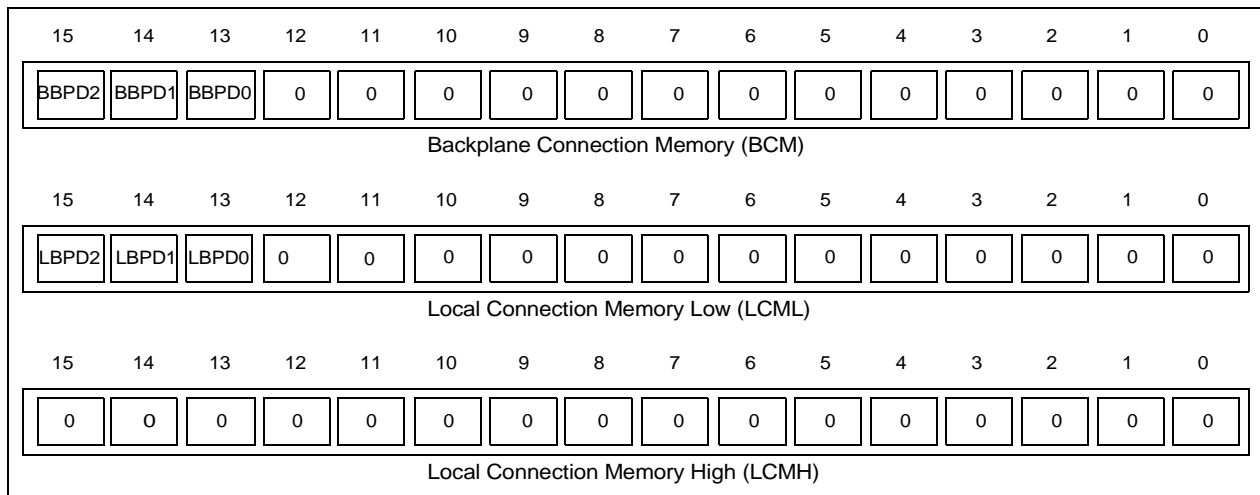 15 14 13 12 11 10 9 8 7 6 5 4 3 2 1 0
BBPD2 BBPD1 BBPD0 0 0 0 0 0 0 0 0 0 0 0 0 0
Backplane Connection Memory (BCM)
15 14 13 12 11 10 9 8 7 6 5 4 3 2 1 0
LBPD2 LBPD1 LBPD0 0 0 0 0 0 0 0 0 0 0 0 0 0
Local Connection Memory Low (LCML)
15 14 13 12 11 10 9 8 7 6 5 4 3 2 1 0
0 O 0 0 0 0 0 0 0 0 0 0 0 0 0 0
Local Connection Memory High (LCMH)